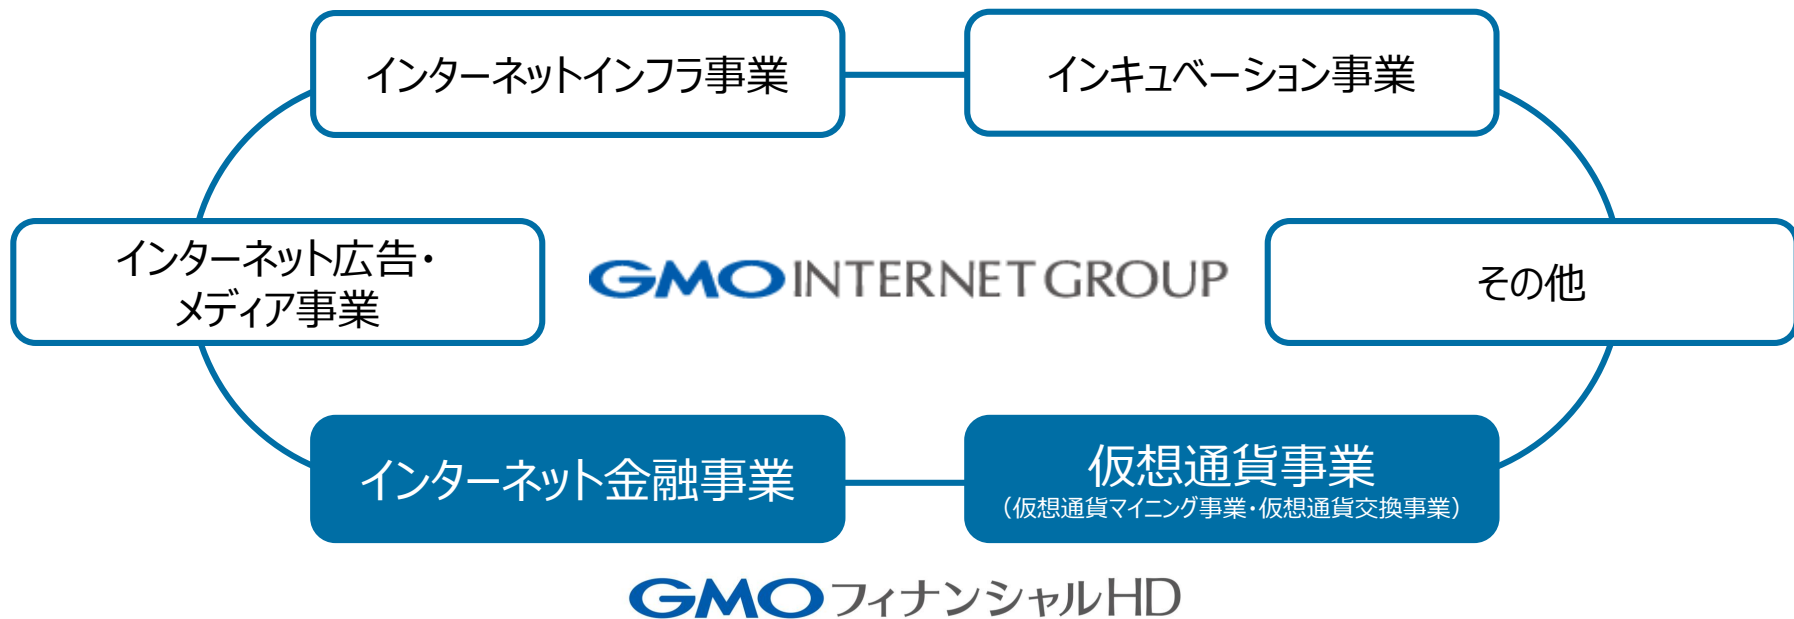 インターネットインフラ事業
インキュベーション事業
インターネット広告・
メディア事業
GMO INTERNET GROUP
その他
インターネット金融事業
仮想通貨事業
（仮想通貨マイニング事業・仮想通貨交換事業）
GMOフィナンシャルHD